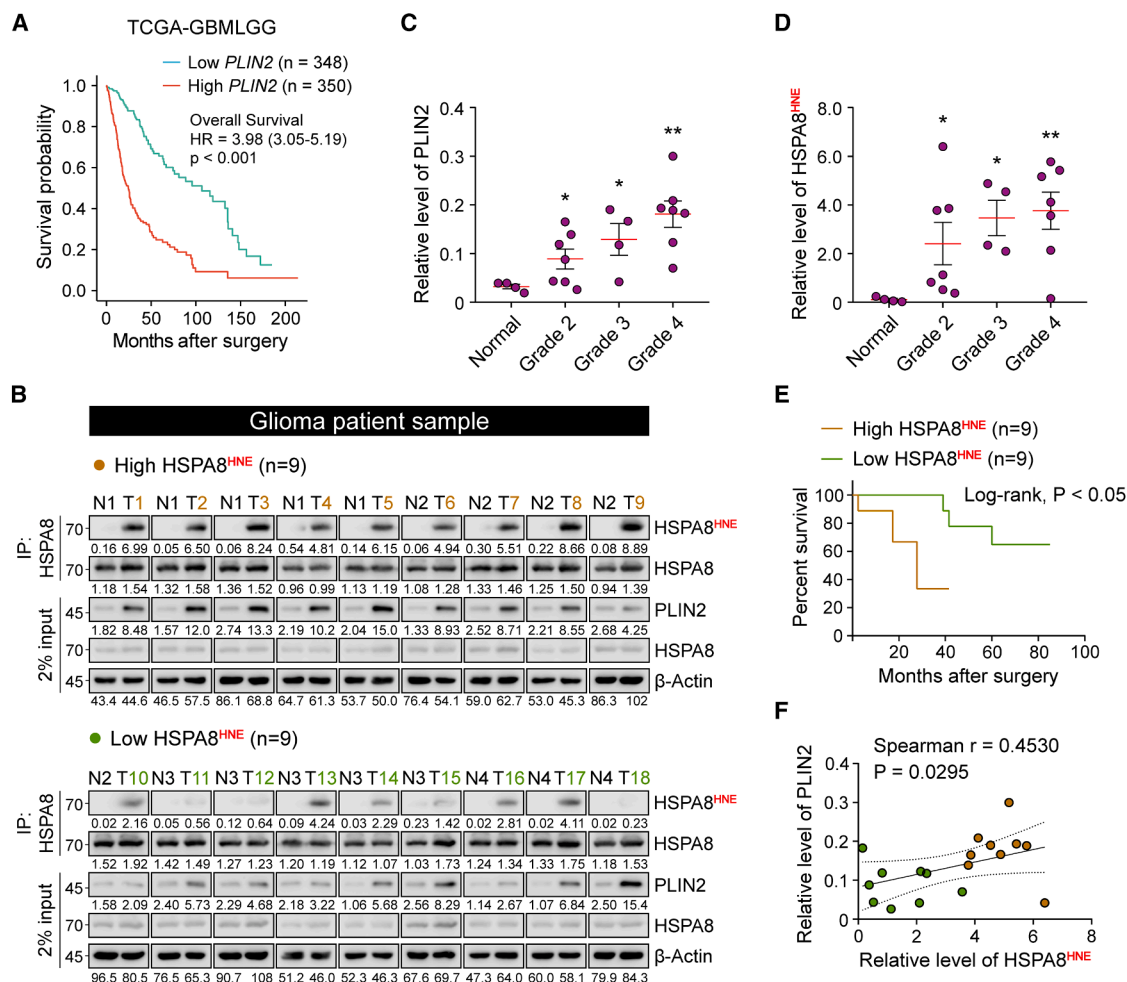 A
TCGA-GBMLGG
Low PLIN2 (n = 348)
High PLIN2 (n = 350)
Overall Survival
HR = 3.98 (3.05-5.19)
p < 0.001
Survival probability
1.0
0.8
0.6
0.4
0.2
0.0
0 50 100 150 200
Months after surgery
C
Relative level of PLIN2
0.4
0.3
0.2
0.1
0
* * **
Normal Grade 2 Grade 3 Grade 4
D
Relative level of HSPA8HNE
8.0
6.0
4.0
2.0
0
* * **
Normal Grade 2 Grade 3 Grade 4
B
Glioma patient sample
High HSPA8HNE (n=9)
N1 T1 N1 T2 N1 T3 N1 T4 N1 T5 N2 T6 N2 T7 N2 T8 N2 T9
IP: HSPA8
70 HSPA8HNE
0.16 6.99 0.05 6.50 0.06 8.24 0.54 4.81 0.14 6.15 0.06 4.94 0.30 5.51 0.22 8.66 0.08 8.89
70 HSPA8
1.18 1.54 1.32 1.58 1.36 1.52 0.96 0.99 1.13 1.19 1.08 1.28 1.33 1.46 1.25 1.50 0.94 1.39
2% input
45 PLIN2
1.82 8.48 1.57 12.0 2.74 13.3 2.19 10.2 2.04 15.0 1.33 8.93 2.52 8.71 2.21 8.55 2.68 4.25
70 HSPA8
45 β-Actin
43.4 44.6 46.5 57.5 86.1 68.8 64.7 61.3 53.7 50.0 76.4 54.1 59.0 62.7 53.0 45.3 86.3 102
Low HSPA8HNE (n=9)
N2 T10 N3 T11 N3 T12 N3 T13 N3 T14 N3 T15 N4 T16 N4 T17 N4 T18
IP: HSPA8
70 HSPA8HNE
0.02 2.16 0.05 0.56 0.12 0.64 0.09 4.24 0.03 2.29 0.23 1.42 0.02 2.81 0.02 4.11 0.02 0.23
70 HSPA8
1.52 1.92 1.42 1.49 1.27 1.23 1.20 1.19 1.12 1.07 1.03 1.73 1.24 1.34 1.33 1.75 1.18 1.53
2% input
45 PLIN2
1.58 2.09 2.40 5.73 2.29 4.68 2.18 3.22 1.06 5.68 2.56 8.29 1.14 2.67 1.07 6.84 2.50 15.4
70 HSPA8
45 β-Actin
96.5 80.5 76.5 65.3 90.7 108 51.2 46.0 52.3 46.3 67.6 69.7 47.3 64.0 60.0 58.1 79.9 84.3
E
High HSPA8HNE (n=9)
Low HSPA8HNE (n=9)
Log-rank, P < 0.05
Percent survival
100
80
60
40
20
0
20 40 60 80 100
Months after surgery
F
Spearman r = 0.4530
P = 0.0295
Relative level of PLIN2
0.4
0.3
0.2
0.1
0
0 2 4 6 8
Relative level of HSPA8HNE